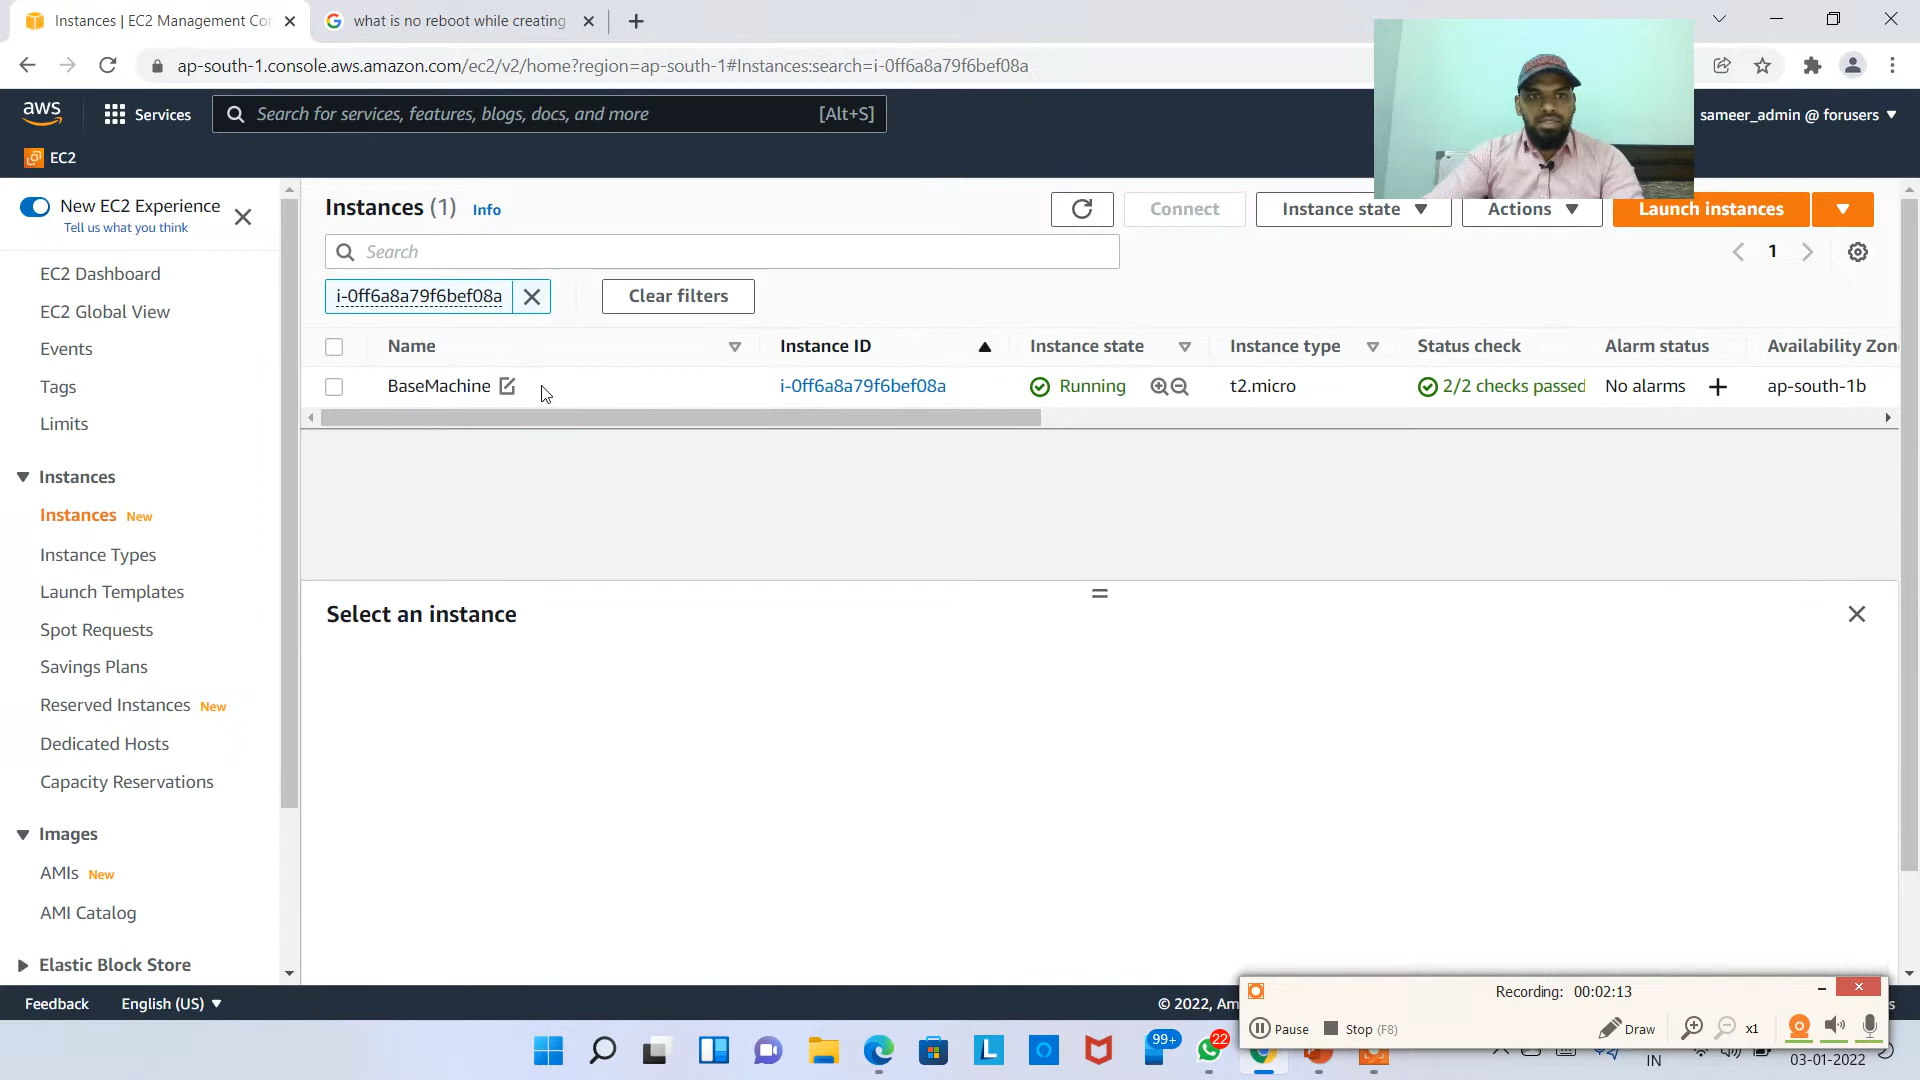 Instances | EC2 Management Con
what is no reboot while creating
ap-south-1.console.aws.amazon.com/ec2/v2/home?region=ap-south-1#Instances:search=i-0ff6a8a79f6bef08a
aws
Services
Search for services, features, blogs, docs, and more
[Alt+S]
sameer_admin @ forusers
EC2
New EC2 Experience
Tell us what you think
EC2 Dashboard
EC2 Global View
Events
Tags
Limits
Instances
Instances New
Instance Types
Launch Templates
Spot Requests
Savings Plans
Reserved Instances New
Dedicated Hosts
Capacity Reservations
Images
AMIs New
AMI Catalog
Elastic Block Store
Instances (1) Info
Connect
Instance state
Actions
Launch instances
Search
1
i-0ff6a8a79f6bef08a
Clear filters
Name Instance ID Instance state Instance type Status check Alarm status Availability Zon
BaseMachine i-0ff6a8a79f6bef08a Running t2.micro 2/2 checks passed No alarms ap-south-1b
Select an instance
Feedback English (US)
© 2022, Am
Recording: 00:02:13
Pause Stop (F8) Draw x1
99+
22
IN
03-01-2022